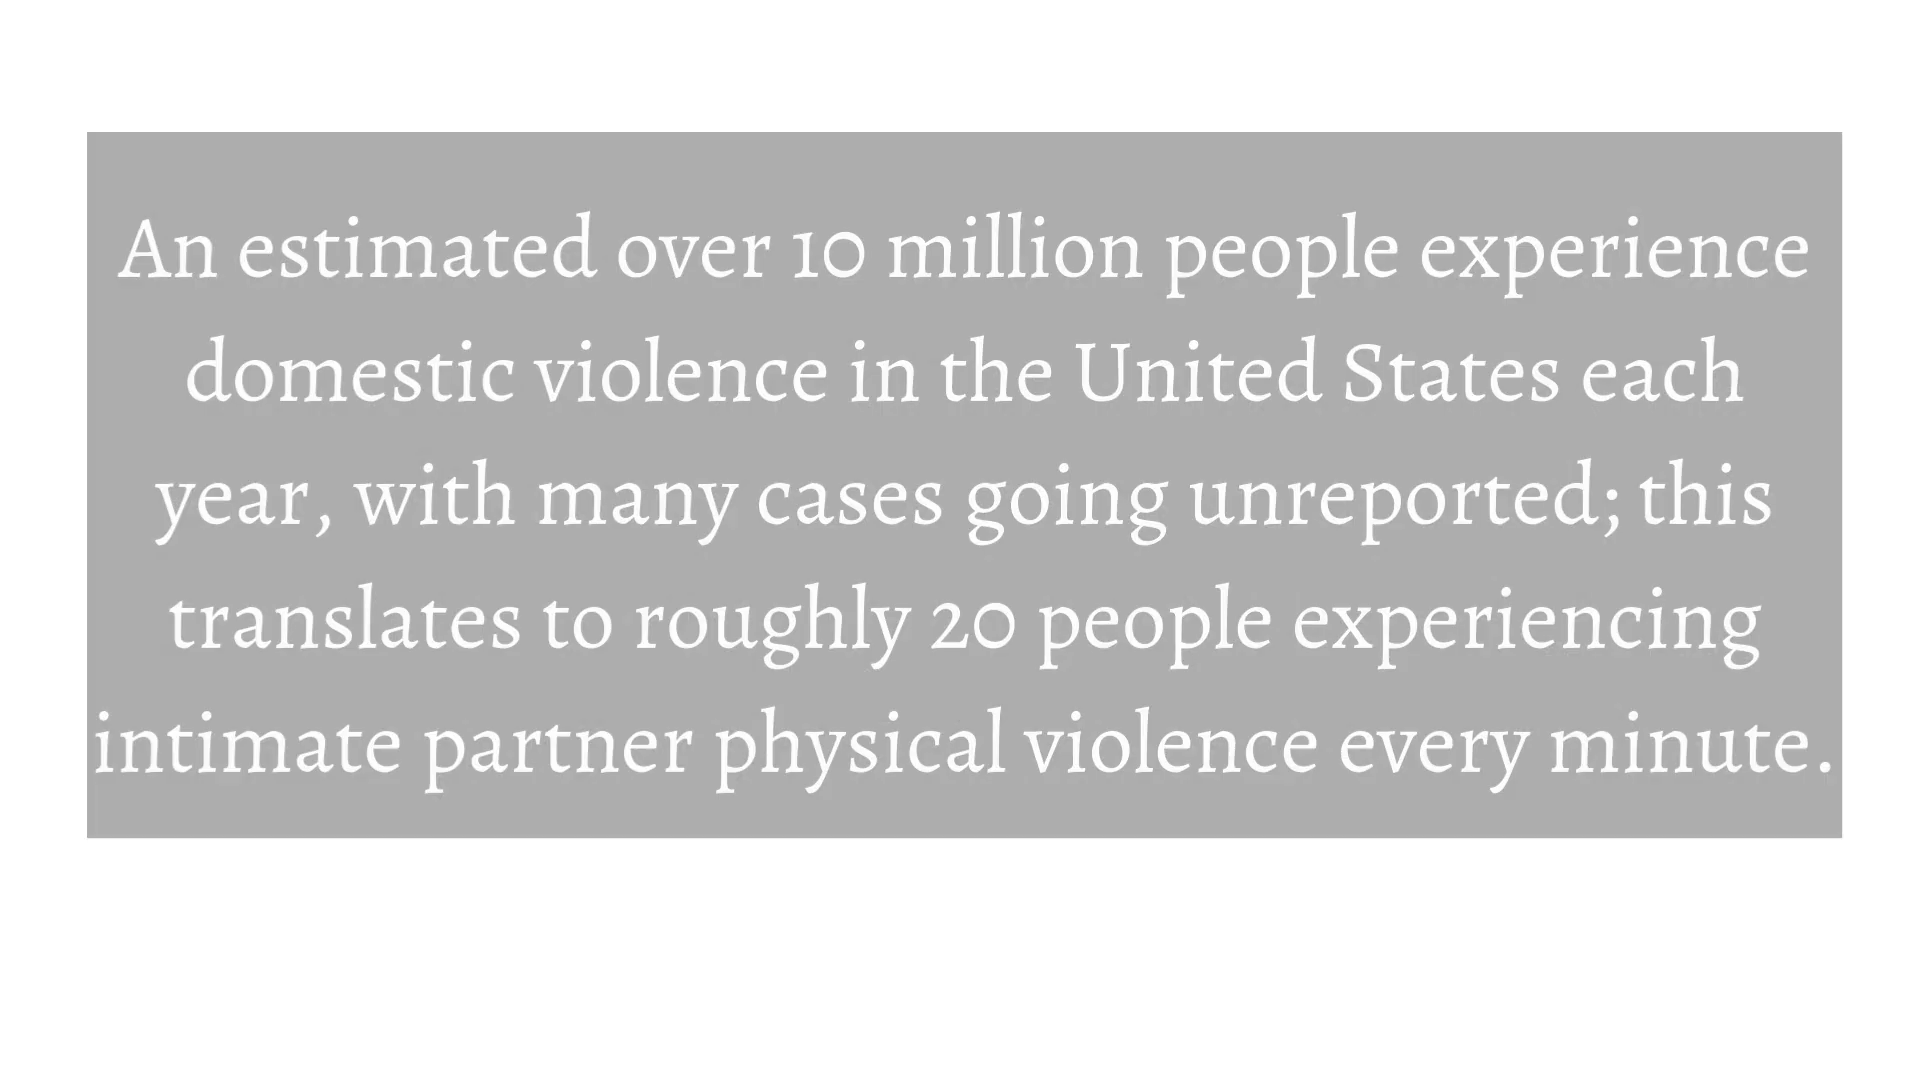 An estimated over 10 million people experience
domestic violence in the United States each
year, with many cases going unreported; this
translates to roughly 20 people experiencing
intimate partner physical violence every minute.